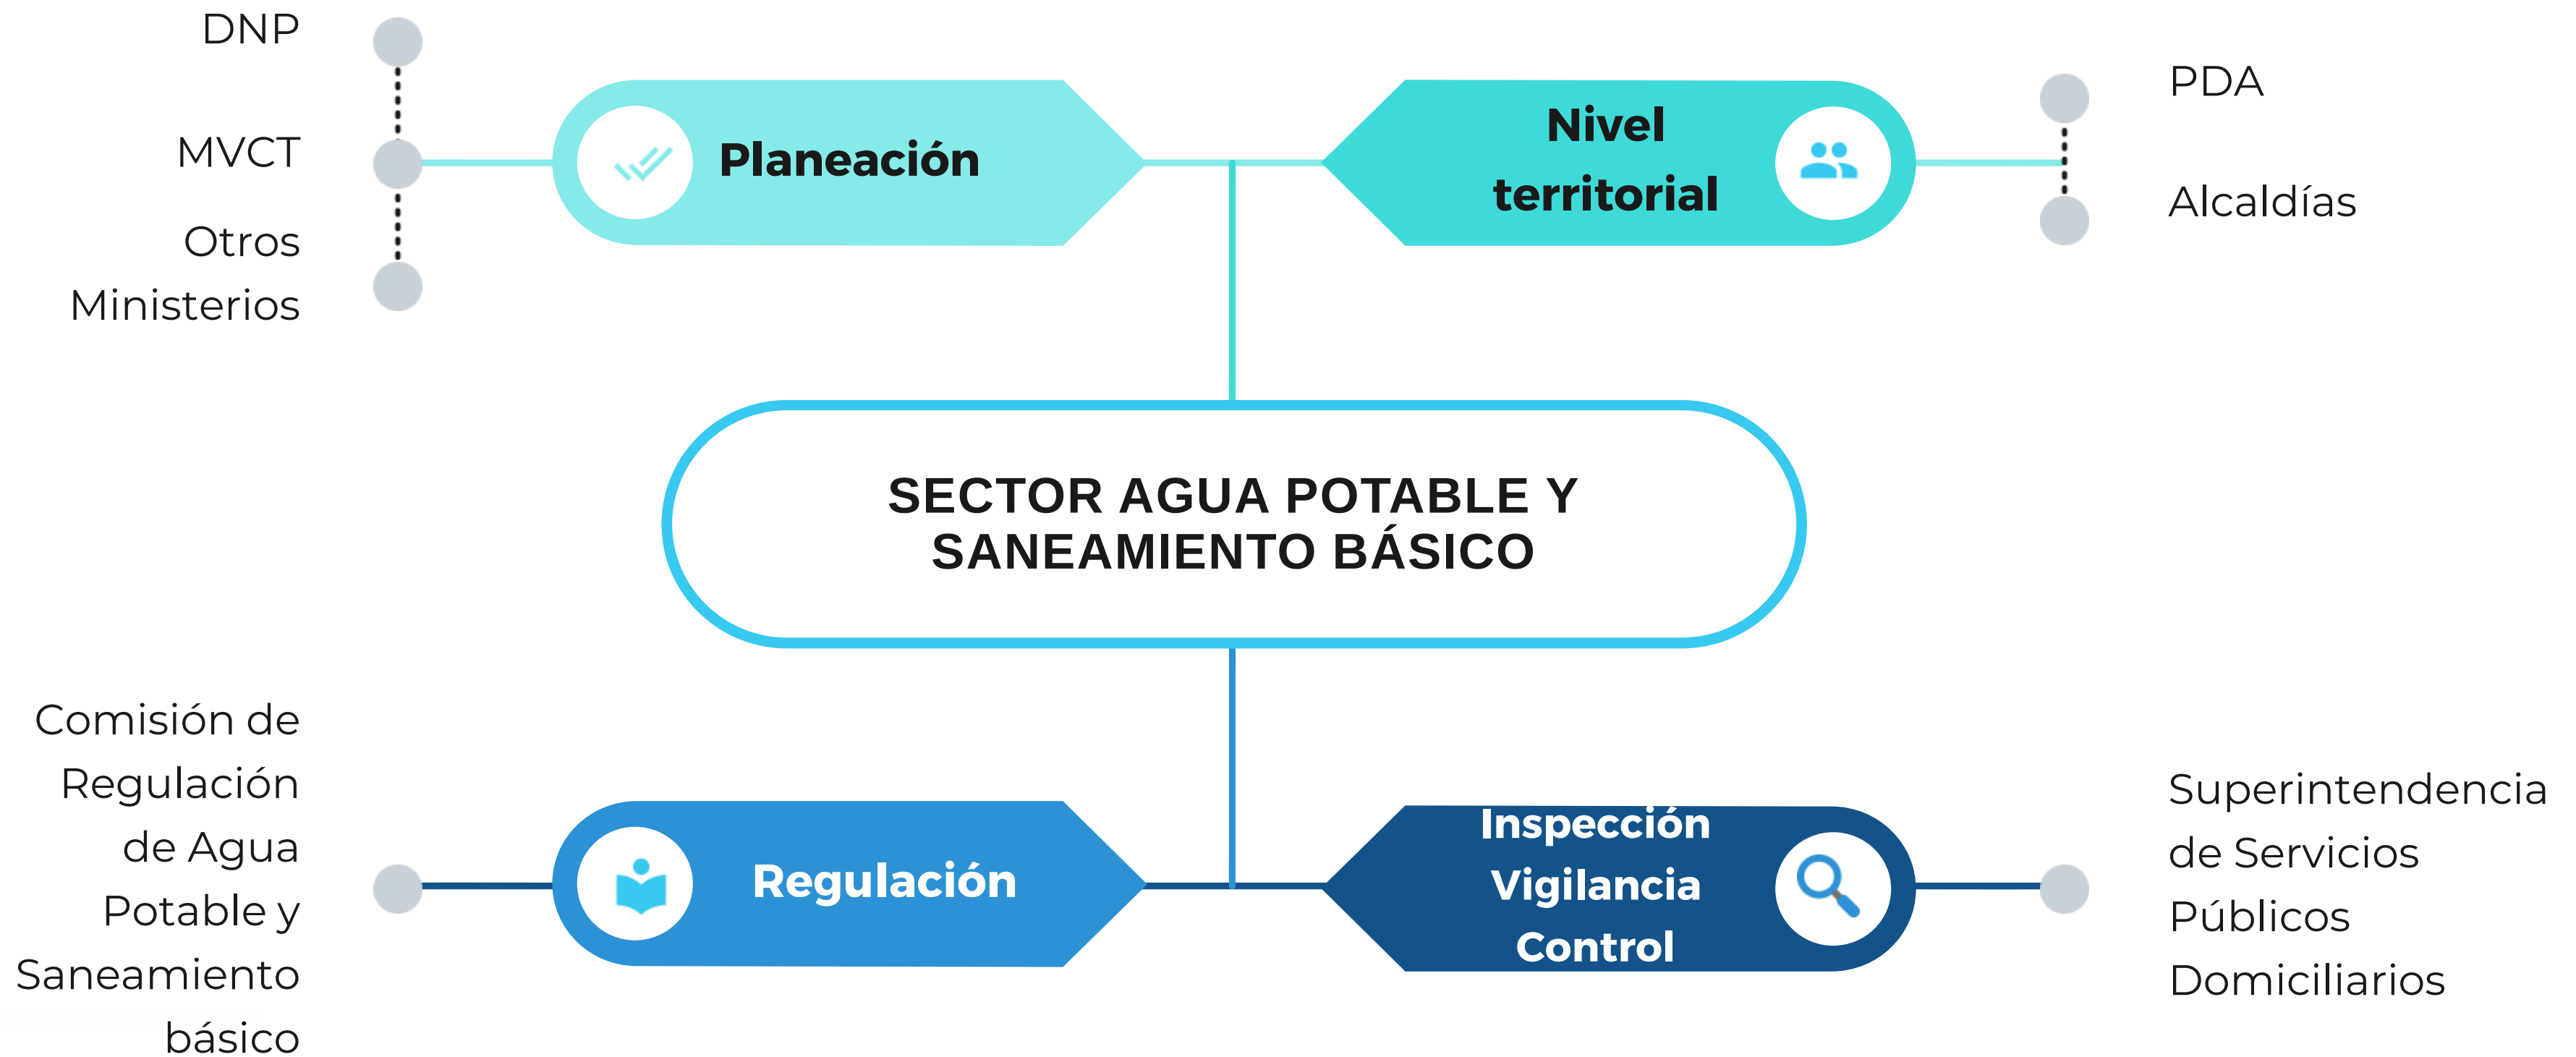 DNP
MVCT
Otros
Ministerios
Planeación
Nivel
territorial
PDA
Alcaldías
SECTOR AGUA POTABLE Y
SANEAMIENTO BÁSICO
Comisión de
Regulación
de Agua
Potable y
Saneamiento
básico
Regulación
Inspección
Vigilancia
Control
Superintendencia
de Servicios
Públicos
Domiciliarios